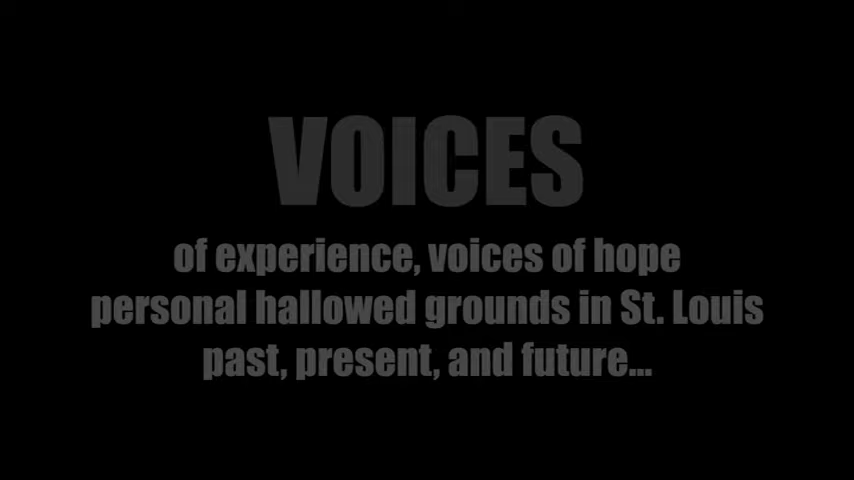 VOICES
of experience, voices of hope
personal hallowed grounds in St. Louis
past, present, and future...